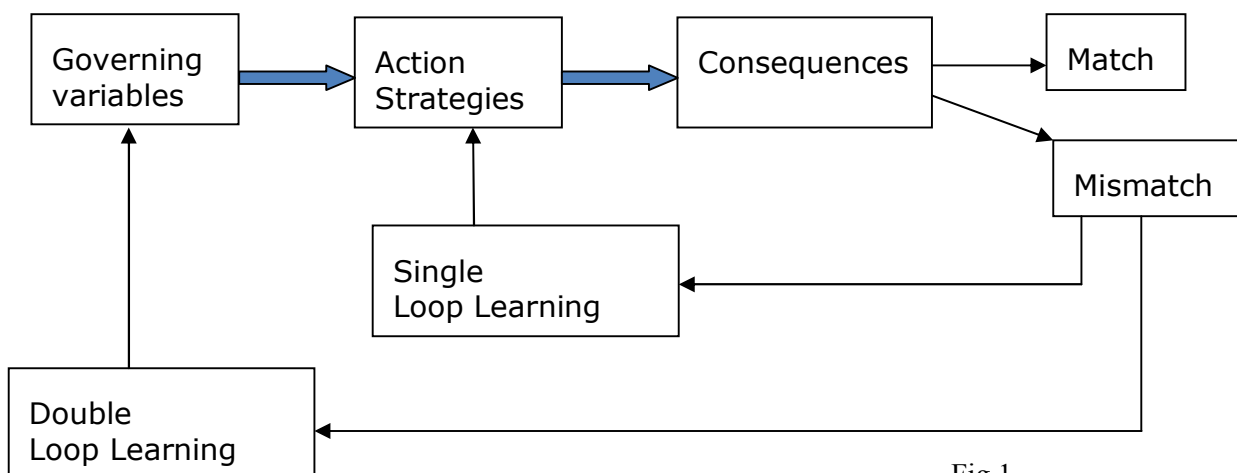 Governing
variables
Action
Strategies
Consequences
Match
Mismatch
Single
Loop Learning
Double
Loop Learning
Fig 1